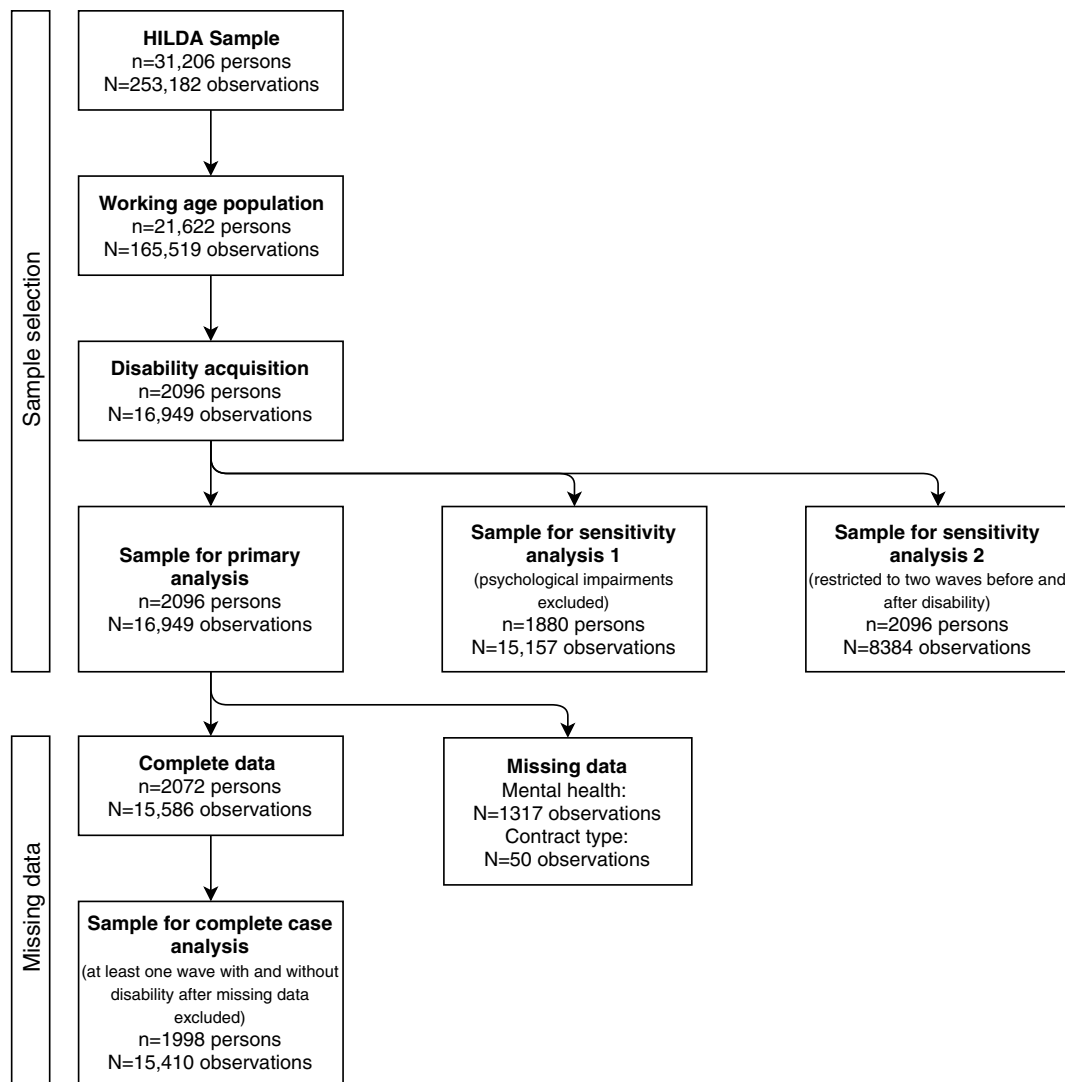 Sample selection
HILDA Sample
n=31,206 persons
N=253,182 observations
Working age population
n=21,622 persons
N=165,519 observations
Disability acquisition
n=2096 persons
N=16,949 observations
Sample for primary
analysis
n=2096 persons
N=16,949 observations
Sample for sensitivity
analysis 1
(psychological impairments
excluded)
n=1880 persons
N=15,157 observations
Sample for sensitivity
analysis 2
(restricted to two waves before and
after disability)
n=2096 persons
N=8384 observations
Missing data
Complete data
n=2072 persons
N=15,586 observations
Missing data
Mental health:
N=1317 observations
Contract type:
N=50 observations
Sample for complete case
analysis
(at least one wave with and without
disability after missing data
excluded)
n=1998 persons
N=15,410 observations